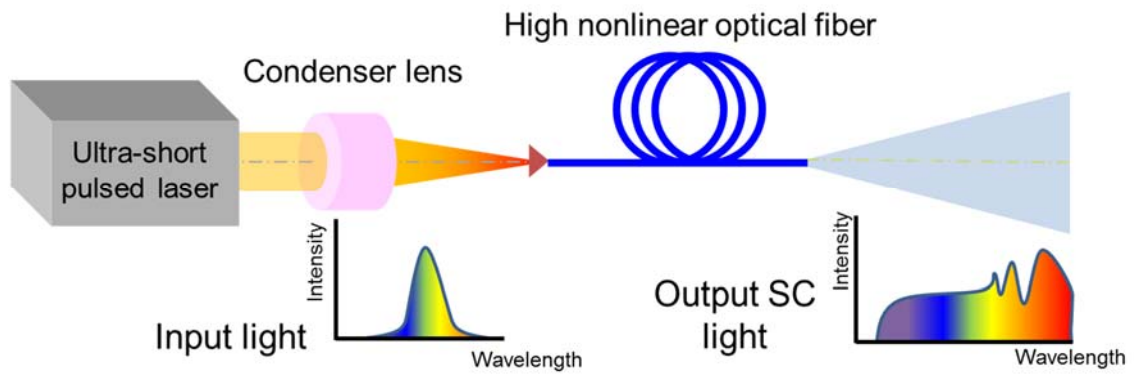 High nonlinear optical fiber
Condenser lens
Ultra-short
pulsed laser
Intensity
Input light
Wavelength
Output SC
light
Intensity
Wavelength